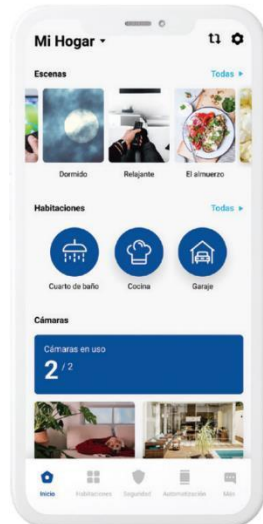 Mi Hogar
Escenas Todas
Dormido Relajante El almuerzo
Habitaciones Todas
Cuarto de baño Cocina Garaje
Cámaras
Cámaras en uso
2 / 2
Inicio Habitaciones Seguridad Automatización Más